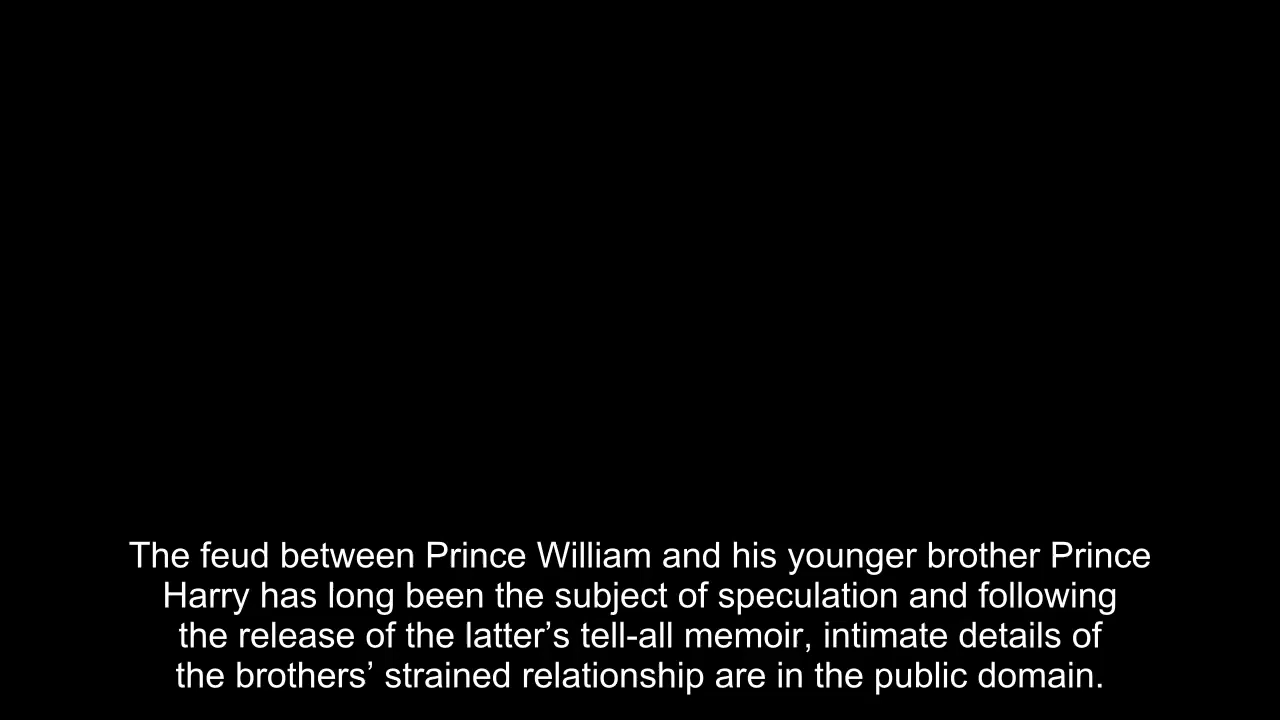 The feud between Prince William and his younger brother Prince
Harry has long been the subject of speculation and following
the release of the latter’s tell-all memoir, intimate details of
the brothers’ strained relationship are in the public domain.